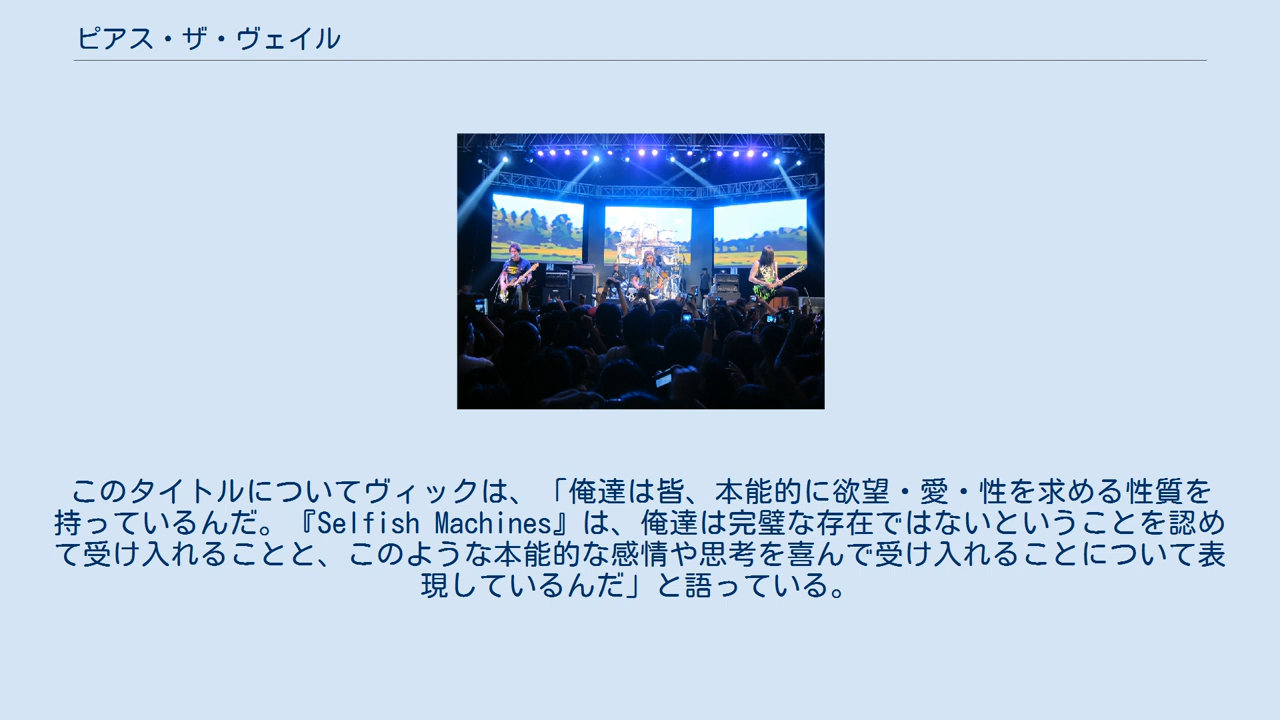 ピアス・ザ・ヴェイル
このタイトルについてヴィックは、「俺達は皆、本能的に欲望・愛・性を求める性質を
持っているんだ。『Selfish Machines』は、俺達は完璧な存在ではないということを認め
て受け入れることと、このような本能的な感情や思考を喜んで受け入れることについて表
現しているんだ」と語っている。